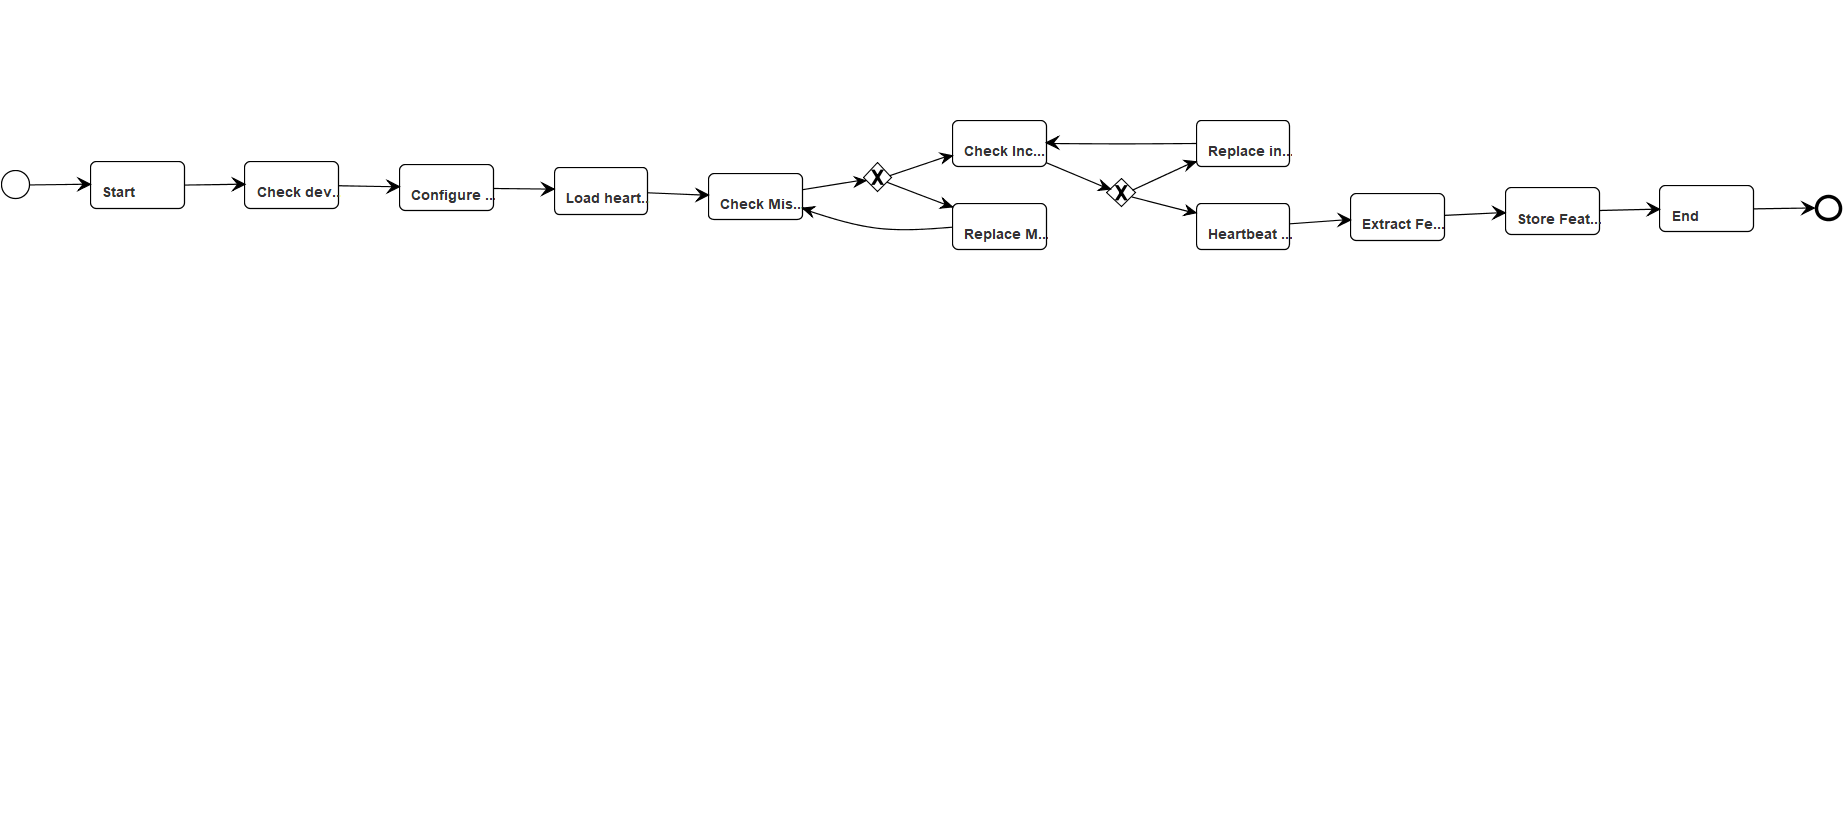 Start
Check dev..
Configure ...
Load heart..
Check Mis...
X
Check Inc...
Replace M...
X
Replace in...
Heartbeat ...
Extract Fe...
Store Feat...
End